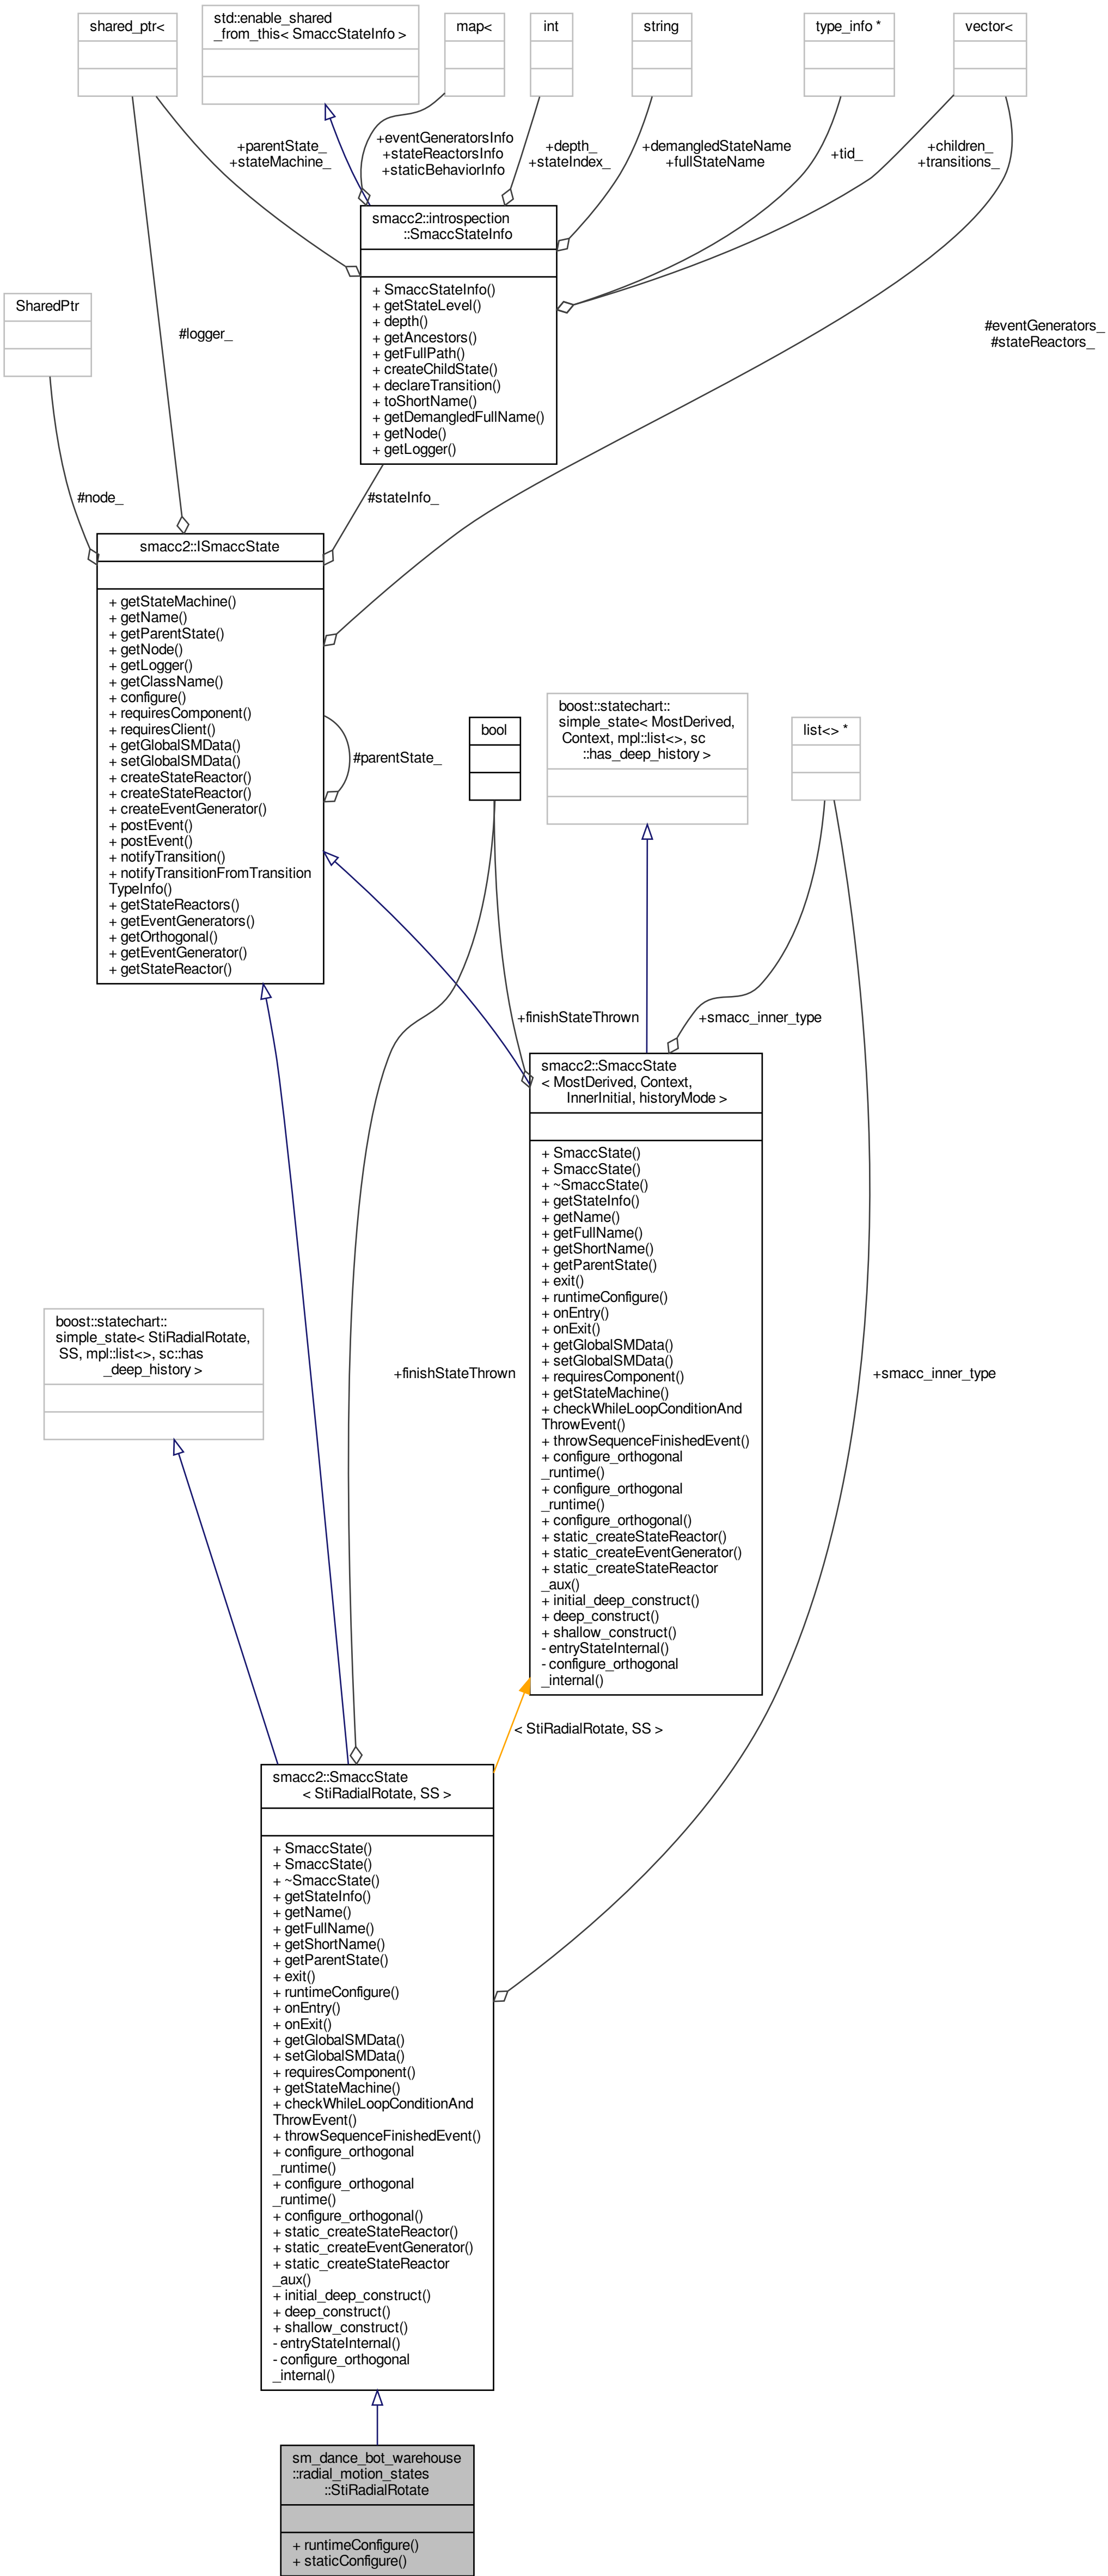 shared_ptr<
std::enable_shared
_from_this< SmaccStateInfo >
map<
int
string
type_info *
vector<
+parentState_
+stateMachine_
+eventGeneratorsInfo
+stateReactorsInfo
+staticBehaviorInfo
+depth_
+stateIndex_
+demangledStateName
+fullStateName
+tid_
+children_
+transitions_
smacc2::introspection
::SmaccStateInfo
+ SmaccStateInfo()
+ getStateLevel()
+ depth()
+ getAncestors()
+ getFullPath()
+ createChildState()
+ declareTransition()
+ toShortName()
+ getDemangledFullName()
+ getNode()
+ getLogger()
SharedPtr
#logger_
#eventGenerators_
#stateReactors_
#node_
#stateInfo_
smacc2::ISmaccState
+ getStateMachine()
+ getName()
+ getParentState()
+ getNode()
+ getLogger()
+ getClassName()
+ configure()
+ requiresComponent()
+ requiresClient()
+ getGlobalSMData()
+ setGlobalSMData()
+ createStateReactor()
+ createStateReactor()
+ createEventGenerator()
+ postEvent()
+ postEvent()
+ notifyTransition()
+ notifyTransitionFromTransition
TypeInfo()
+ getStateReactors()
+ getEventGenerators()
+ getOrthogonal()
+ getEventGenerator()
+ getStateReactor()
#parentState_
bool
boost::statechart::
simple_state< MostDerived,
Context, mpl::list<>, sc
::has_deep_history >
list<> *
+finishStateThrown
+smacc_inner_type
smacc2::SmaccState
< MostDerived, Context,
InnerInitial, historyMode >
+ SmaccState()
+ SmaccState()
+ ~SmaccState()
+ getStateInfo()
+ getName()
+ getFullName()
+ getShortName()
+ getParentState()
+ exit()
+ runtimeConfigure()
+ onEntry()
+ onExit()
+ getGlobalSMData()
+ setGlobalSMData()
+ requiresComponent()
+ getStateMachine()
+ checkWhileLoopConditionAnd
ThrowEvent()
+ throwSequenceFinishedEvent()
+ configure_orthogonal
_runtime()
+ configure_orthogonal
_runtime()
+ configure_orthogonal()
+ static_createStateReactor()
+ static_createEventGenerator()
+ static_createStateReactor
_aux()
+ initial_deep_construct()
+ deep_construct()
+ shallow_construct()
- entryStateInternal()
- configure_orthogonal
_internal()
boost::statechart::
simple_state< StiRadialRotate,
SS, mpl::list<>, sc::has
_deep_history >
+finishStateThrown
+smacc_inner_type
< StiRadialRotate, SS >
smacc2::SmaccState
< StiRadialRotate, SS >
+ SmaccState()
+ SmaccState()
+ ~SmaccState()
+ getStateInfo()
+ getName()
+ getFullName()
+ getShortName()
+ getParentState()
+ exit()
+ runtimeConfigure()
+ onEntry()
+ onExit()
+ getGlobalSMData()
+ setGlobalSMData()
+ requiresComponent()
+ getStateMachine()
+ checkWhileLoopConditionAnd
ThrowEvent()
+ throwSequenceFinishedEvent()
+ configure_orthogonal
_runtime()
+ configure_orthogonal
_runtime()
+ configure_orthogonal()
+ static_createStateReactor()
+ static_createEventGenerator()
+ static_createStateReactor
_aux()
+ initial_deep_construct()
+ deep_construct()
+ shallow_construct()
- entryStateInternal()
- configure_orthogonal
_internal()
sm_dance_bot_warehouse
::radial_motion_states
::StiRadialRotate
+ runtimeConfigure()
+ staticConfigure()